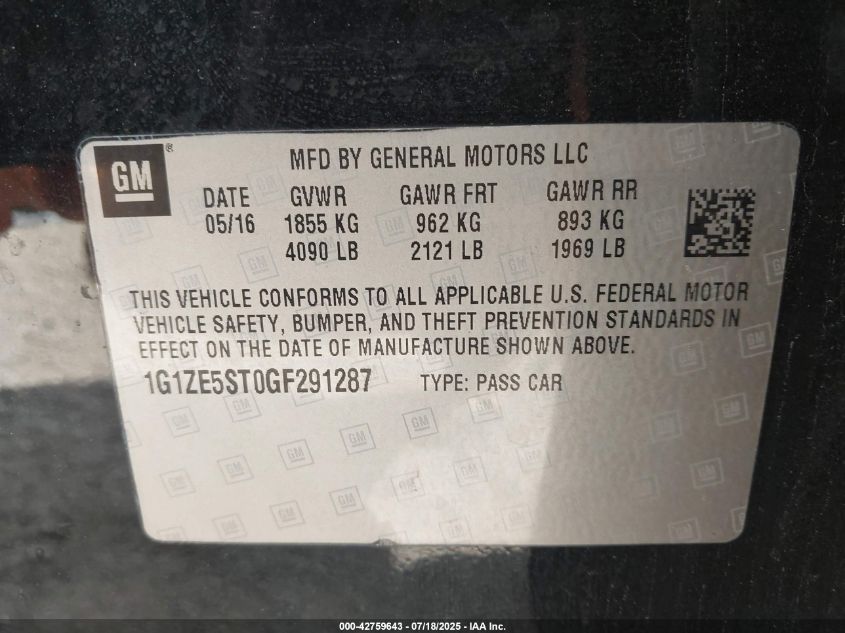 GM®
MFD BY GENERAL MOTORS LLC
DATE GVWR GAWR FRT GAWR RR
05/16 1855 KG 962 KG 893 KG
4090 LB 2121 LB 1969 LB
THIS VEHICLE CONFORMS TO ALL APPLICABLE U.S. FEDERAL MOTOR
VEHICLE SAFETY, BUMPER, AND THEFT PREVENTION STANDARDS IN
EFFECT ON THE DATE OF MANUFACTURE SHOWN ABOVE.
1G1ZE5ST0GF291287 TYPE: PASS CAR
000-42759643 / 07/18/2025 - IAA Inc.